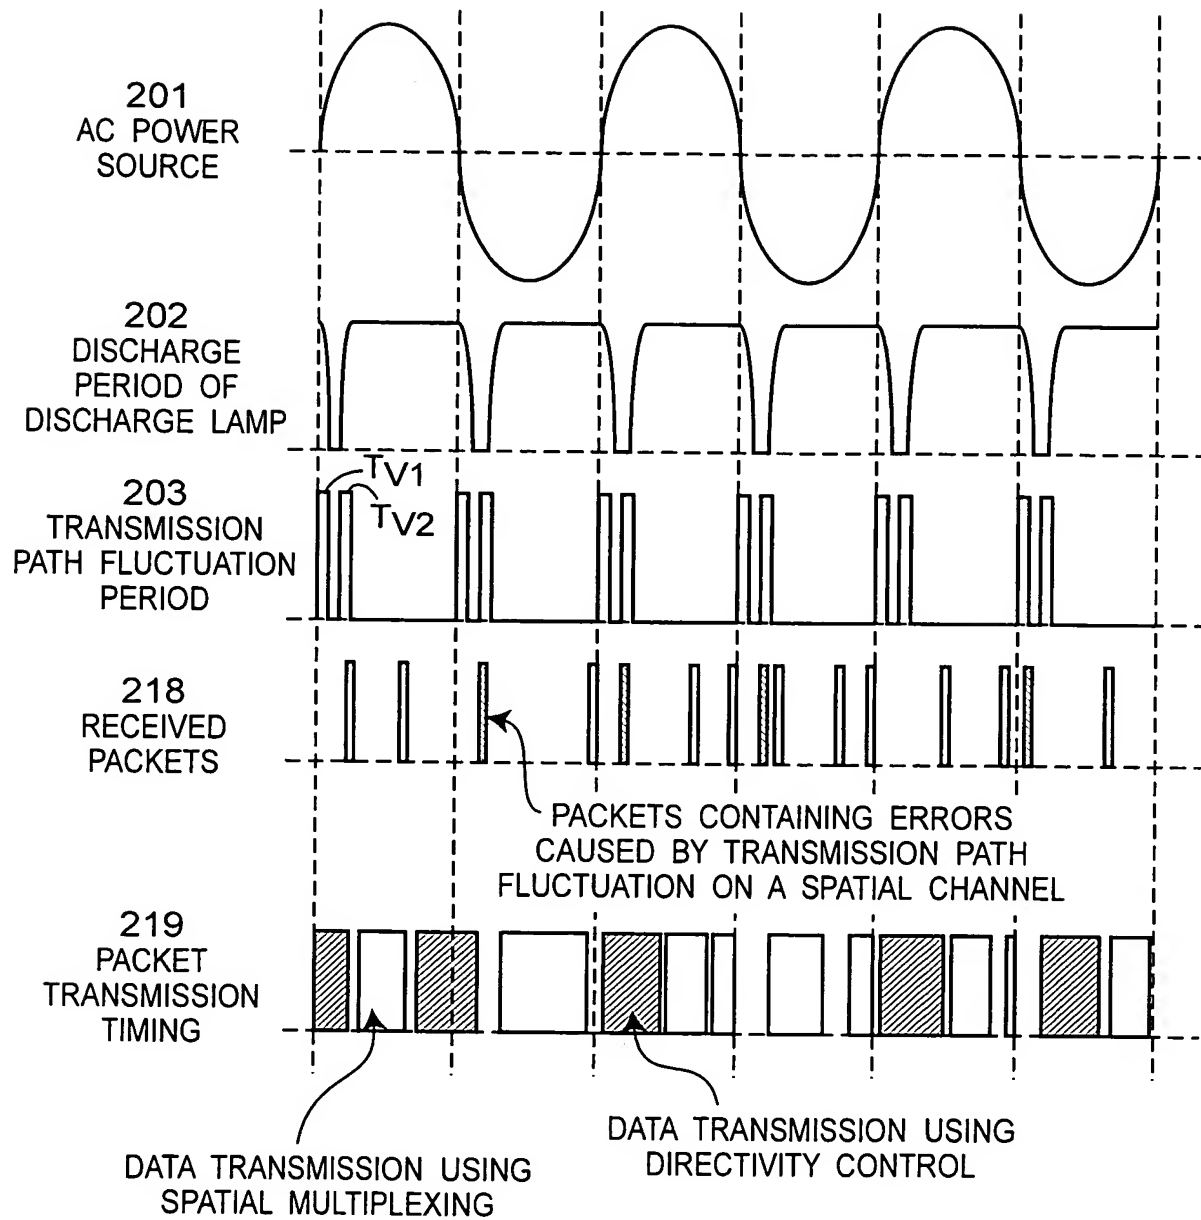 201
AC POWER
SOURCE
202
DISCHARGE
PERIOD OF
DISCHARGE LAMP
TV1
TV2
203
TRANSMISSION
PATH FLUCTUATION
PERIOD
218
RECEIVED
PACKETS
PACKETS CONTAINING ERRORS
CAUSED BY TRANSMISSION PATH
FLUCTUATION ON A SPATIAL CHANNEL
219
PACKET
TRANSMISSION
TIMING
DATA TRANSMISSION USING
DIRECTIVITY CONTROL
DATA TRANSMISSION USING
SPATIAL MULTIPLEXING